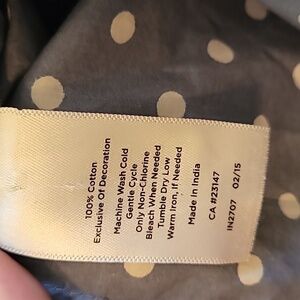 100% Cotton
Exclusive Of Decoration
Machine Wash Cold
Gentle Cycle
Only Non-Chlorine
Bleach When Needed
Tumble Dry Low
Warm Iron, If Needed
Made In India
CA #23147
IN2707 02/15